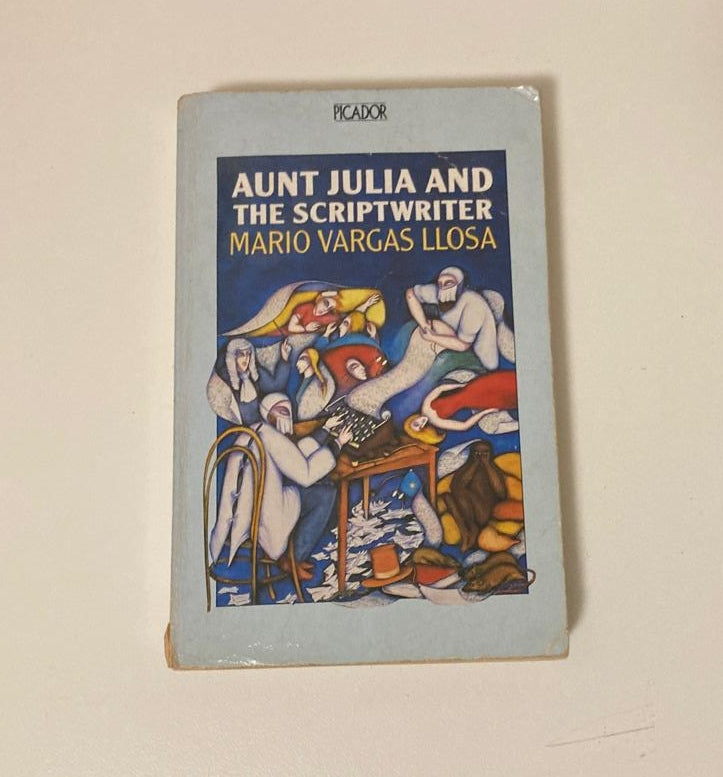 PICADOR
AUNT JULIA AND
THE SCRIPTWRITER
MARIO VARGAS LLOSA